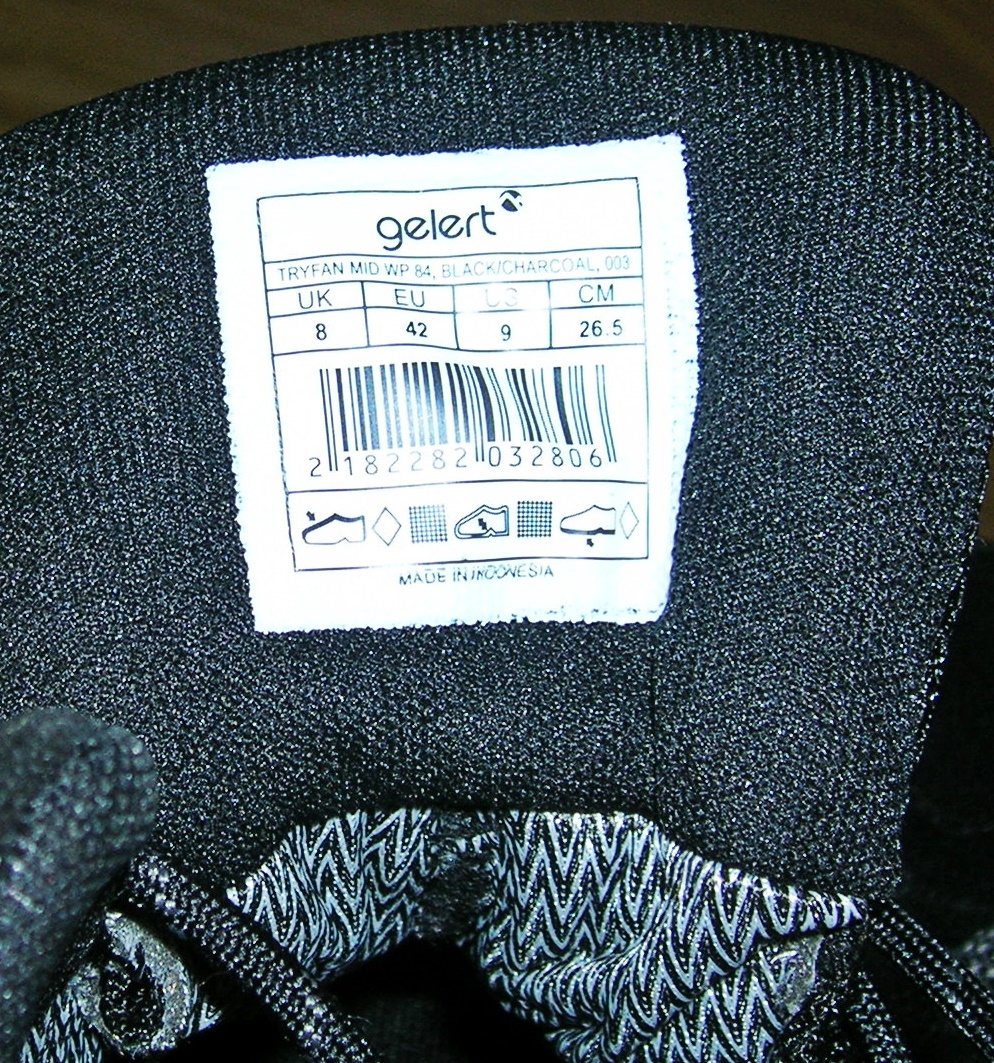 gelert
TRYFAN MID WP 84, BLACK/CHARCOAL, 003
UK EU US CM
8 42 9 26.5
2 182282 032806
MADE IN INDONESIA